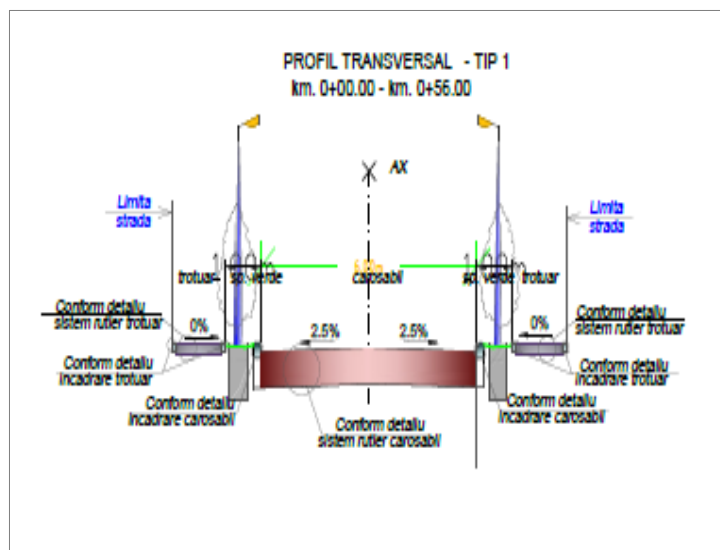 PROFIL TRANSVERSAL - TIP 1
km. 0+00.00 - km. 0+56.00
AX
Limita
strada
Limita
strada
trotuar
sp. verde
carosabil
sp. verde
trotuar
Conform detaliu
sistem rutier trotuar
0%
2.5%
2.5%
0%
Conform detaliu
sistem rutier trotuar
Conform detaliu
incadrare trotuar
Conform detaliu
incadrare trotuar
Conform detaliu
incadrare carosabil
Conform detaliu
incadrare carosabil
Conform detaliu
sistem rutier carosabil